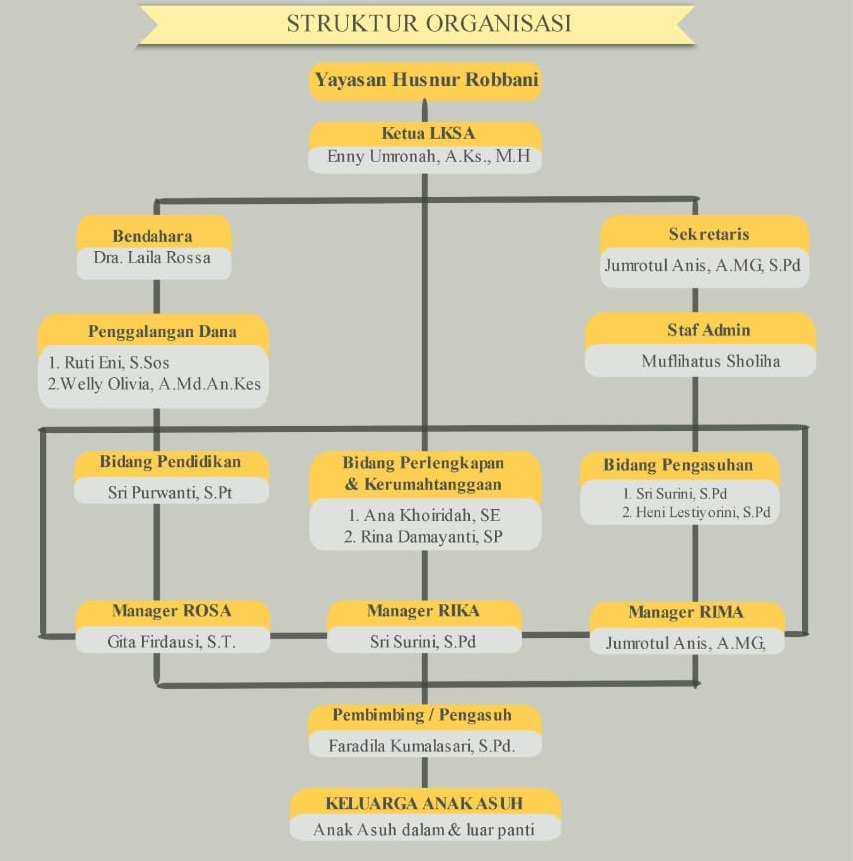 STRUKTUR ORGANISASI
Yayasan Husnur Robbani
Ketua LKSA
Enny Umronah, A.Ks., M.H
Bendahara
Dra. Laila Rossa
Sekretaris
Jumrotul Anis, A.MG, S.Pd
Penggalangan Dana
1. Ruti Eni, S.Sos
2.Welly Olivia, A.Md.An.Kes
Staf Admin
Muflihatus Sholiha
Bidang Pendidikan
Sri Purwanti, S.Pt
Bidang Perlengkapan
& Kerumahtanggaan
1. Ana Khoiridah, SE
2. Rina Damayanti, SP
Bidang Pengasuhan
1. Sri Surini, S.Pd
2. Heni Lestiyorini, S.Pd
Manager ROSA
Gita Firdausi, S.T.
Manager RIKA
Sri Surini, S.Pd
Manager RIMA
Jumrotul Anis, A.MG,
Pembimbing / Pengasuh
Faradila Kumalasari, S.Pd.
KELUARGA ANAK ASUH
Anak Asuh dalam & luar panti